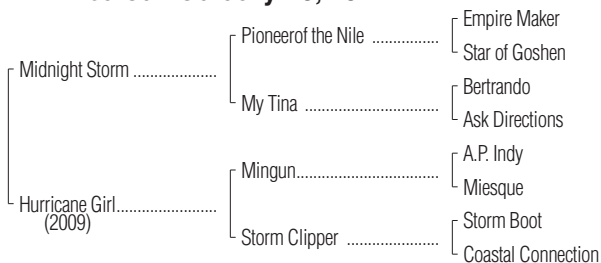 Empire Maker
Pioneerof the Nile ................
Star of Goshen
Midnight Storm ....................
Bertrando
My Tina ................................
Ask Directions
A.P. Indy
Mingun..................................
Miesque
Hurricane Girl........................
(2009)
Storm Boot
Storm Clipper ......................
Coastal Connection